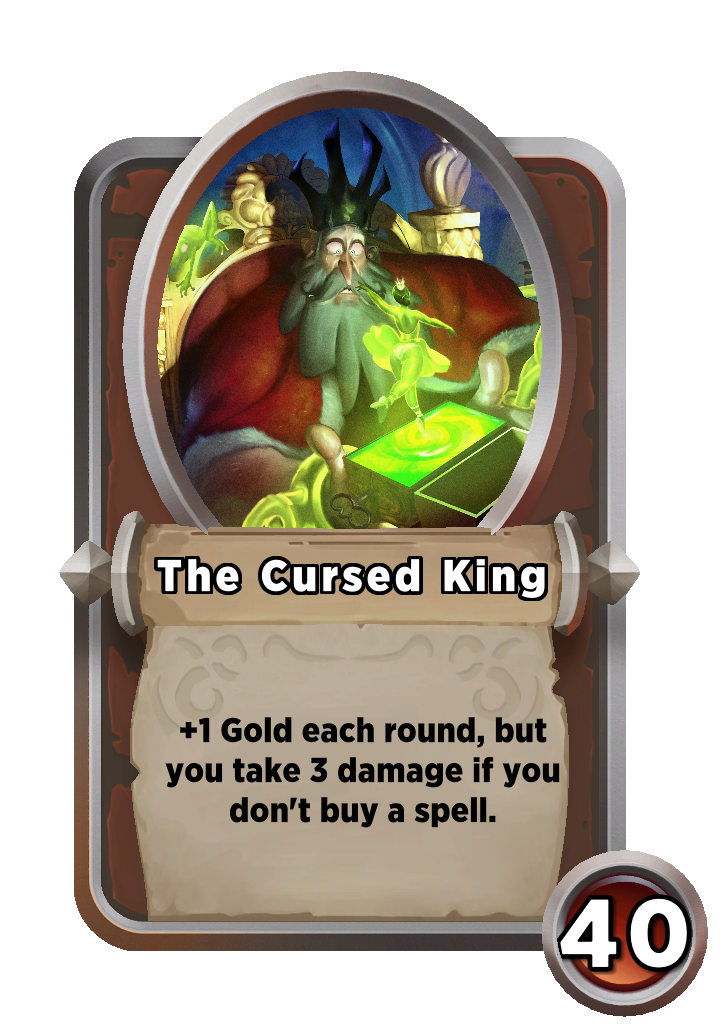 The Cursed King
+1 Gold each round, but
you take 3 damage if you
don't buy a spell.
40